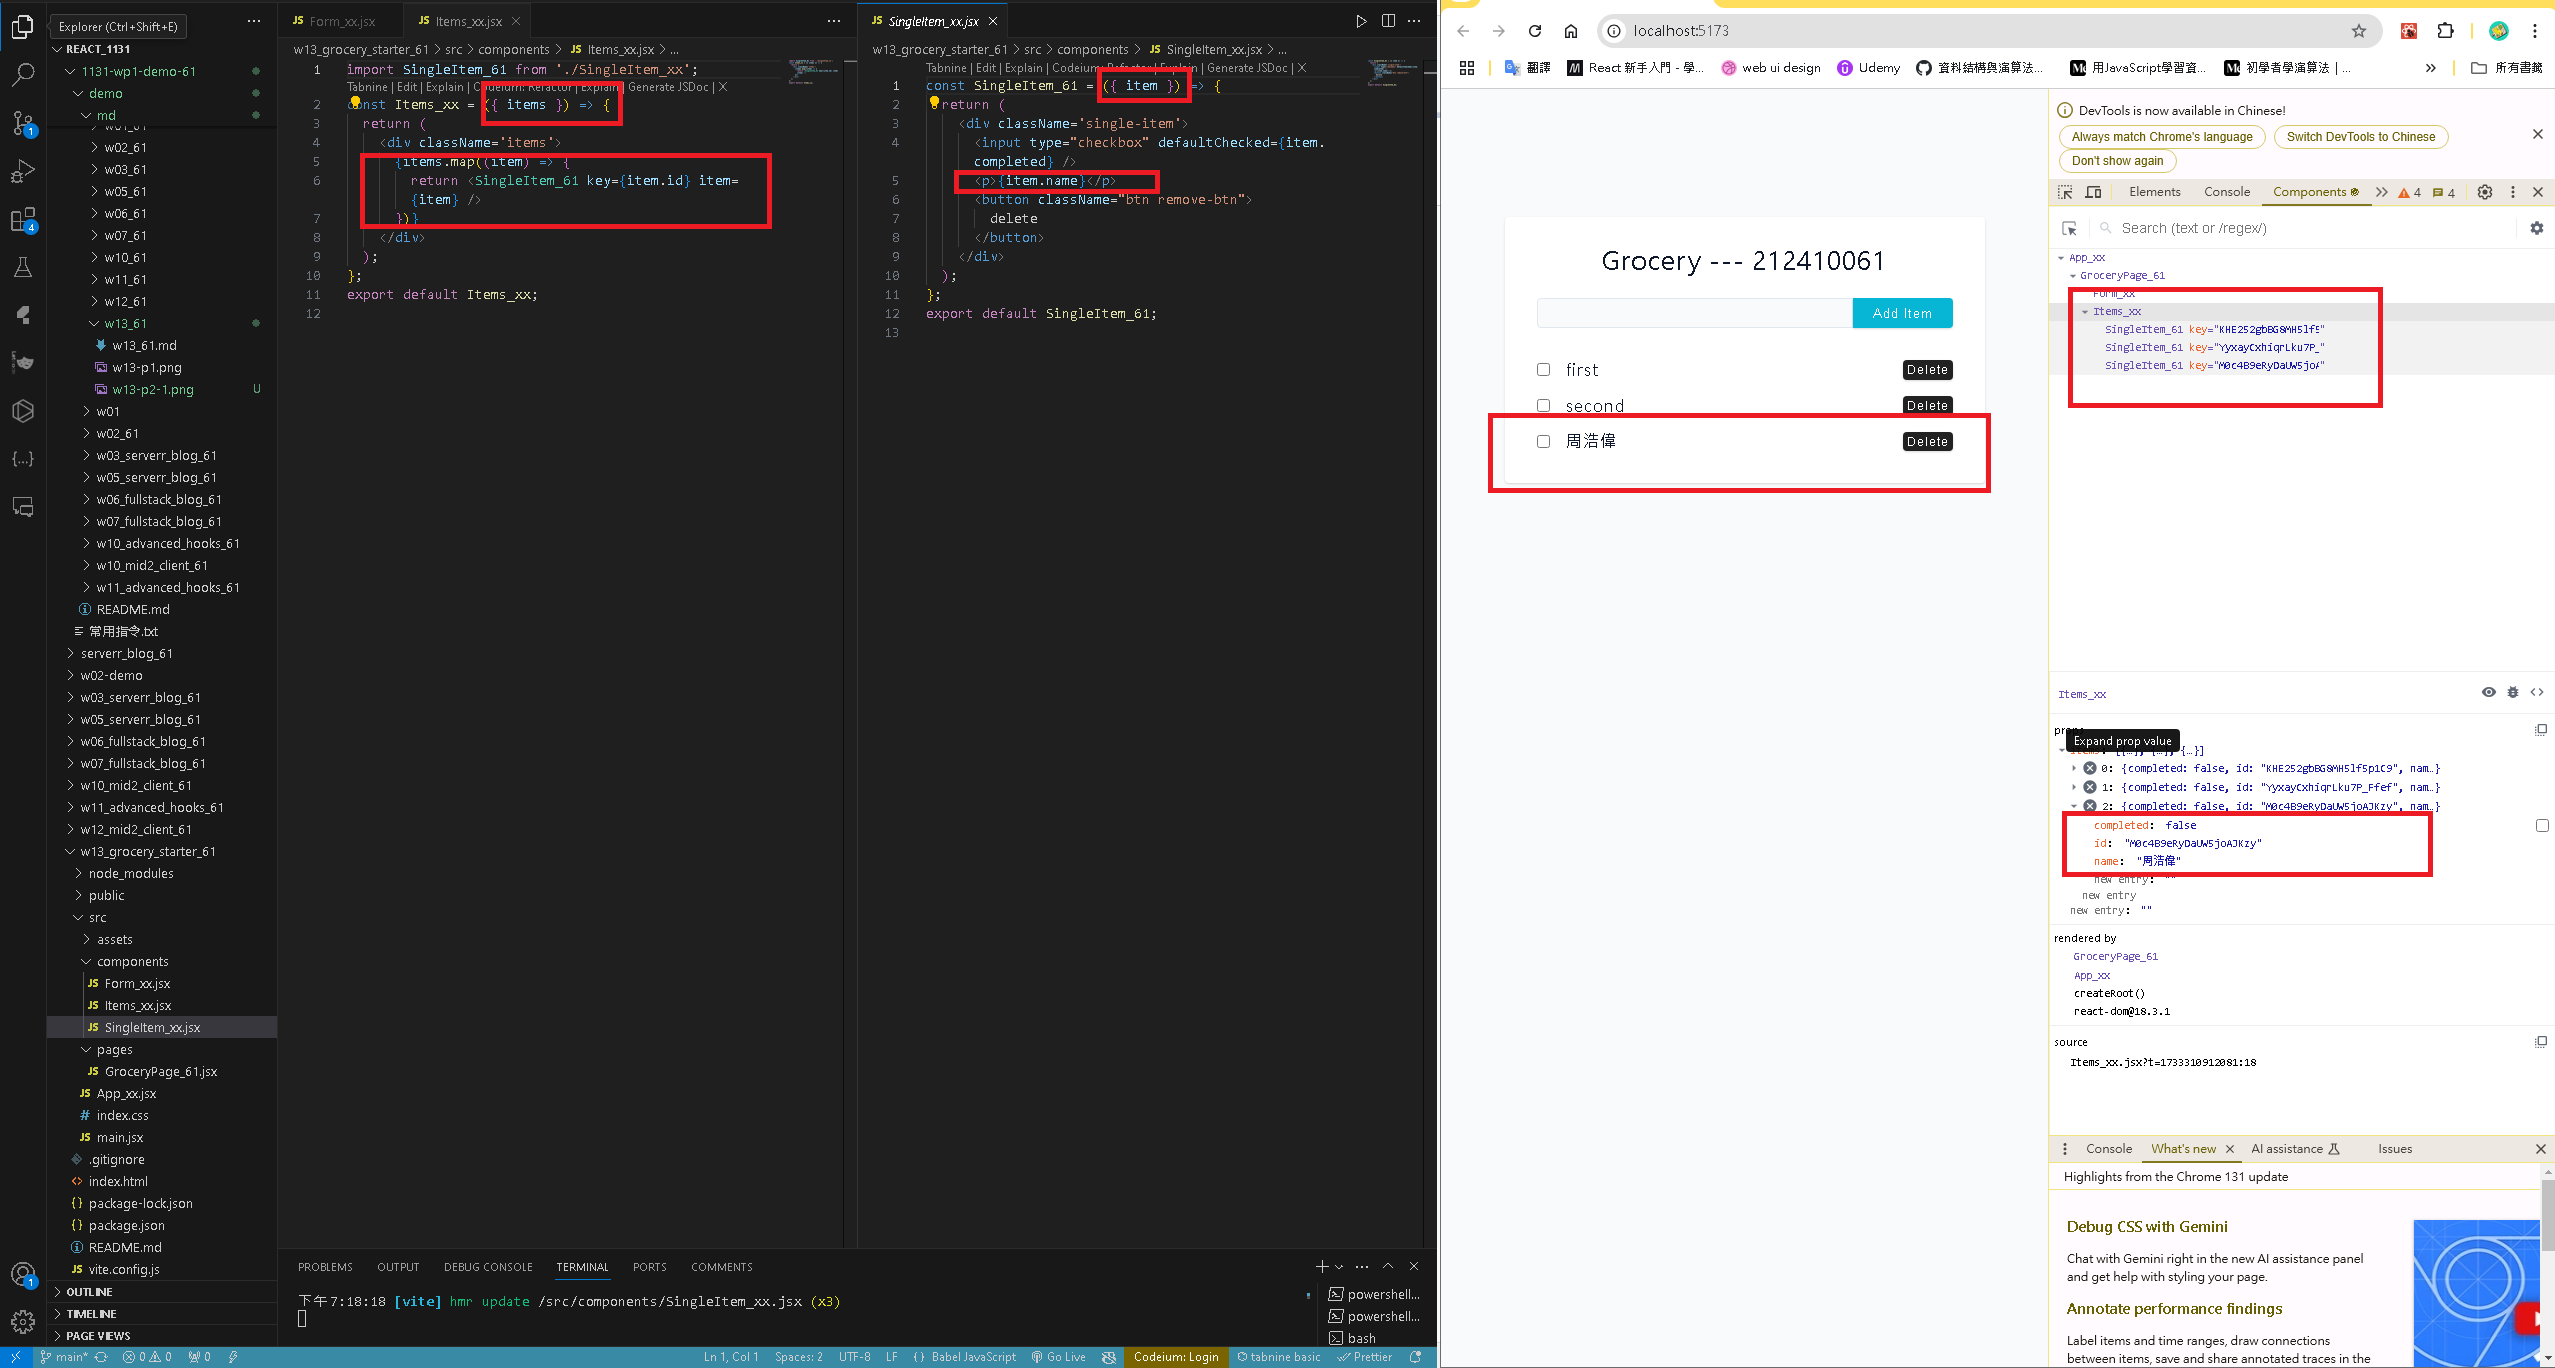 Explorer (Ctrl+Shift+E)
REACT_1131
1131-wp1-demo-61
demo
md
w01_61
w02_61
w03_61
w05_61
w06_61
w07_61
w10_61
w11_61
w12_61
w13_61
w13_61.md
w13-p1.png
w13-p2-1.png U
w01
w02_61
w03_serverr_blog_61
w05_serverr_blog_61
w06_fullstack_blog_61
w07_fullstack_blog_61
w10_advanced_hooks_61
w10_mid2_client_61
w11_advanced_hooks_61
README.md
常用指令.txt
serverr_blog_61
w02-demo
w03_serverr_blog_61
w05_serverr_blog_61
w06_fullstack_blog_61
w07_fullstack_blog_61
w10_mid2_client_61
w11_advanced_hooks_61
w12_mid2_client_61
w13_grocery_starter_61
node_modules
public
src
assets
components
JS Form_xx.jsx
JS Items_xx.jsx
JS SingleItem_xx.jsx
pages
JS GroceryPage_61.jsx
JS App_xx.jsx
# index.css
JS main.jsx
.gitignore
<> index.html
{} package-lock.json
{} package.json
README.md
JS vite.config.js
OUTLINE
TIMELINE
PAGE VIEWS
JS Form_xx.jsx JS Items_xx.jsx
w13_grocery_starter_61 > src > components > JS Items_xx.jsx > ...
1 import SingleItem_61 from './SingleItem_xx';
Tabnine | Edit | Explain | Codeium: Refactor | Explain | Generate JSDoc | X
2 const Items_xx = ({ items }) => {
3 return (
4 <div className='items'>
5 {items.map((item) => {
6 return <SingleItem_61 key={item.id} item=
{item} />
7 })}
8 </div>
9 );
10 };
11 export default Items_xx;
12
JS SingleItem_xx.jsx
w13_grocery_starter_61 > src > components > JS SingleItem_xx.jsx > ...
Tabnine | Edit | Explain | Codeium: Refactor | Explain | Generate JSDoc | X
1 const SingleItem_61 = ({ item }) => {
2 return (
3 <div className='single-item'>
4 <input type="checkbox" defaultChecked={item.
completed} />
5 <p>{item.name}</p>
6 <button className="btn remove-btn">
7 delete
8 </button>
9 </div>
10 );
11 };
12 export default SingleItem_61;
13
PROBLEMS OUTPUT DEBUG CONSOLE TERMINAL PORTS COMMENTS
下午7:18:18 [vite] hmr update /src/components/SingleItem_xx.jsx (x3)
powershell...
powershell...
bash
main* 0 0 0 Ln 1, Col 1 Spaces: 2 UTF-8 LF {} Babel JavaScript Go Live Codeium: Login tabnine basic Prettier
localhost:5173
翻譯 React 新手入門 - 學... web ui design Udemy 資料結構與演算法... 用JavaScript學習資... 初學者學演算法 | ... 所有書籤
Grocery --- 212410061
Add Item
first Delete
second Delete
周浩偉 Delete
DevTools is now available in Chinese!
Always match Chrome's language Switch DevTools to Chinese
Don't show again
Elements Console Components 4 4
Search (text or /regex/)
App_xx
GroceryPage_61
Form_xx
Items_xx
SingleItem_61 key="KHE252gbBG8MH5lf5"
SingleItem_61 key="YyxayCxhiqrLku7P_"
SingleItem_61 key="M0c4B9eRyDaUW5joA"
Items_xx
props
Expand prop value
0: {completed: false, id: "KHE252gbBG8MH5lf5p1C9", nam…}
1: {completed: false, id: "YyxayCxhiqrLku7P_Ffef", nam…}
2: {completed: false, id: "M0c4B9eRyDaUW5joAJKzy", nam…}
completed: false
id: "M0c4B9eRyDaUW5joAJKzy"
name: "周浩偉"
new entry: ""
new entry
new entry: ""
rendered by
GroceryPage_61
App_xx
createRoot()
react-dom@18.3.1
source
Items_xx.jsx?t=1733310912081:18
Console What's new AI assistance Issues
Highlights from the Chrome 131 update
Debug CSS with Gemini
Chat with Gemini right in the new AI assistance panel
and get help with styling your page.
Annotate performance findings
Label items and time ranges, draw connections
between items, save and share annotated traces in the